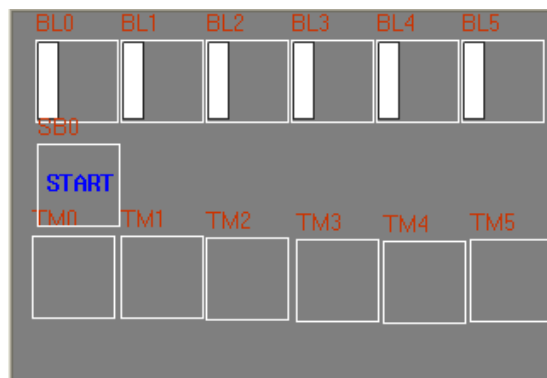 BL0 BL1 BL2 BL3 BL4 BL5
SB0
START
TM0 TM1 TM2 TM3 TM4 TM5